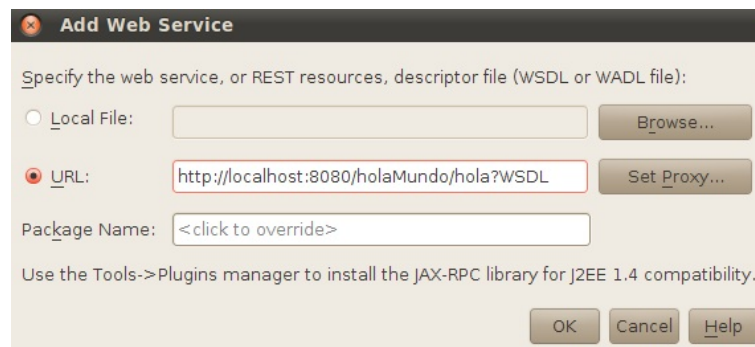 Add Web Service
Specify the web service, or REST resources, descriptor file (WSDL or WADL file):
Local File:
Browse...
URL:
http://localhost:8080/holaMundo/hola?WSDL
Set Proxy...
Package Name:
<click to override>
Use the Tools->Plugins manager to install the JAX-RPC library for J2EE 1.4 compatibility.
OK
Cancel
Help